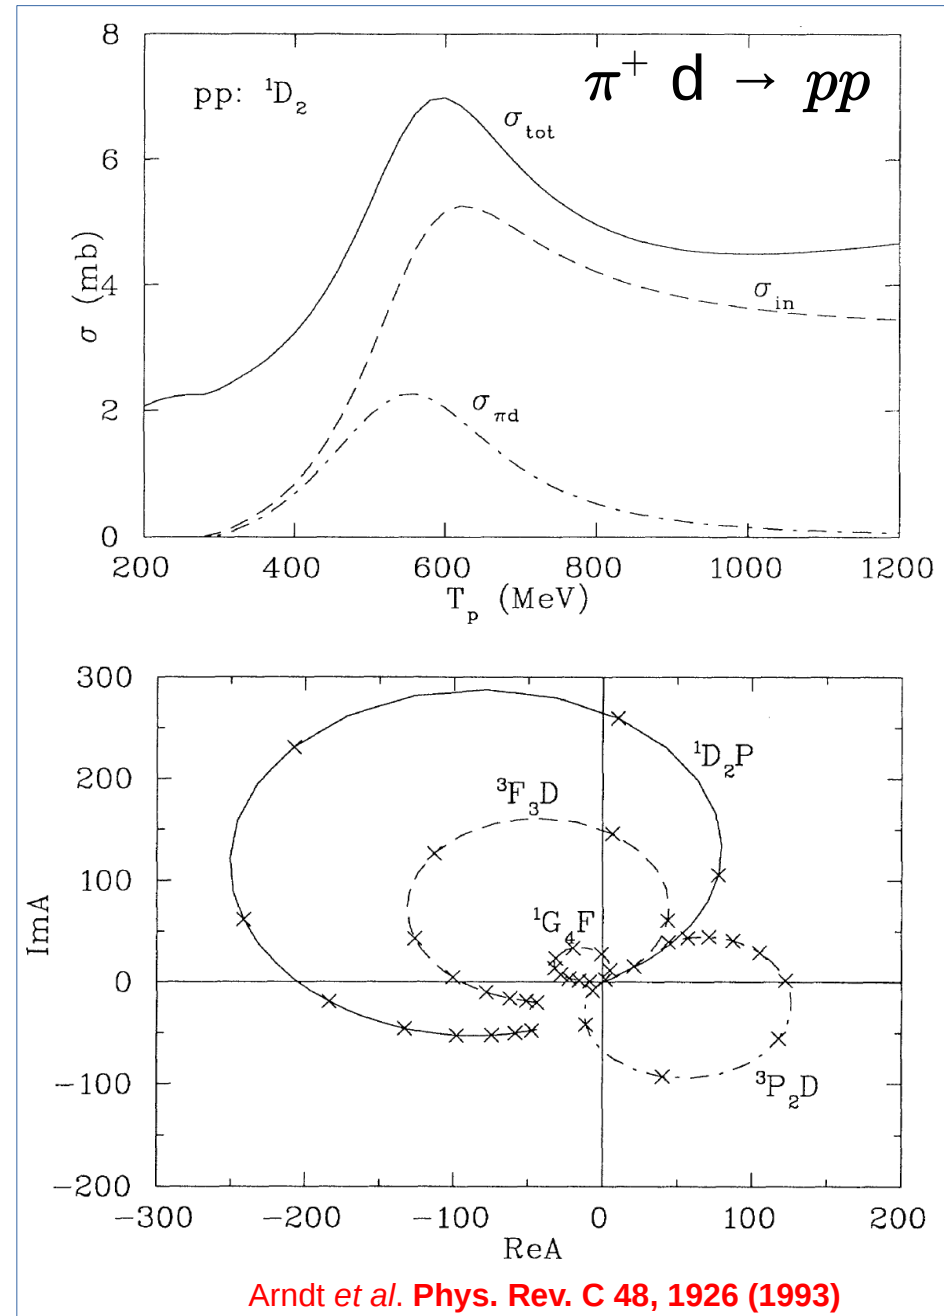 8
6
4
2
0
σ (mb)
pp: ¹D₂
π⁺ d → pp
σ_tot
σ_in
σ_πd
200 400 600 800 1000 1200
T_p (MeV)
300
200
100
0
−100
−200
ImA
¹D₂P
³F₃D
¹G₄F
³P₂D
−300 −200 −100 0 100 200
ReA
Arndt et al. Phys. Rev. C 48, 1926 (1993)